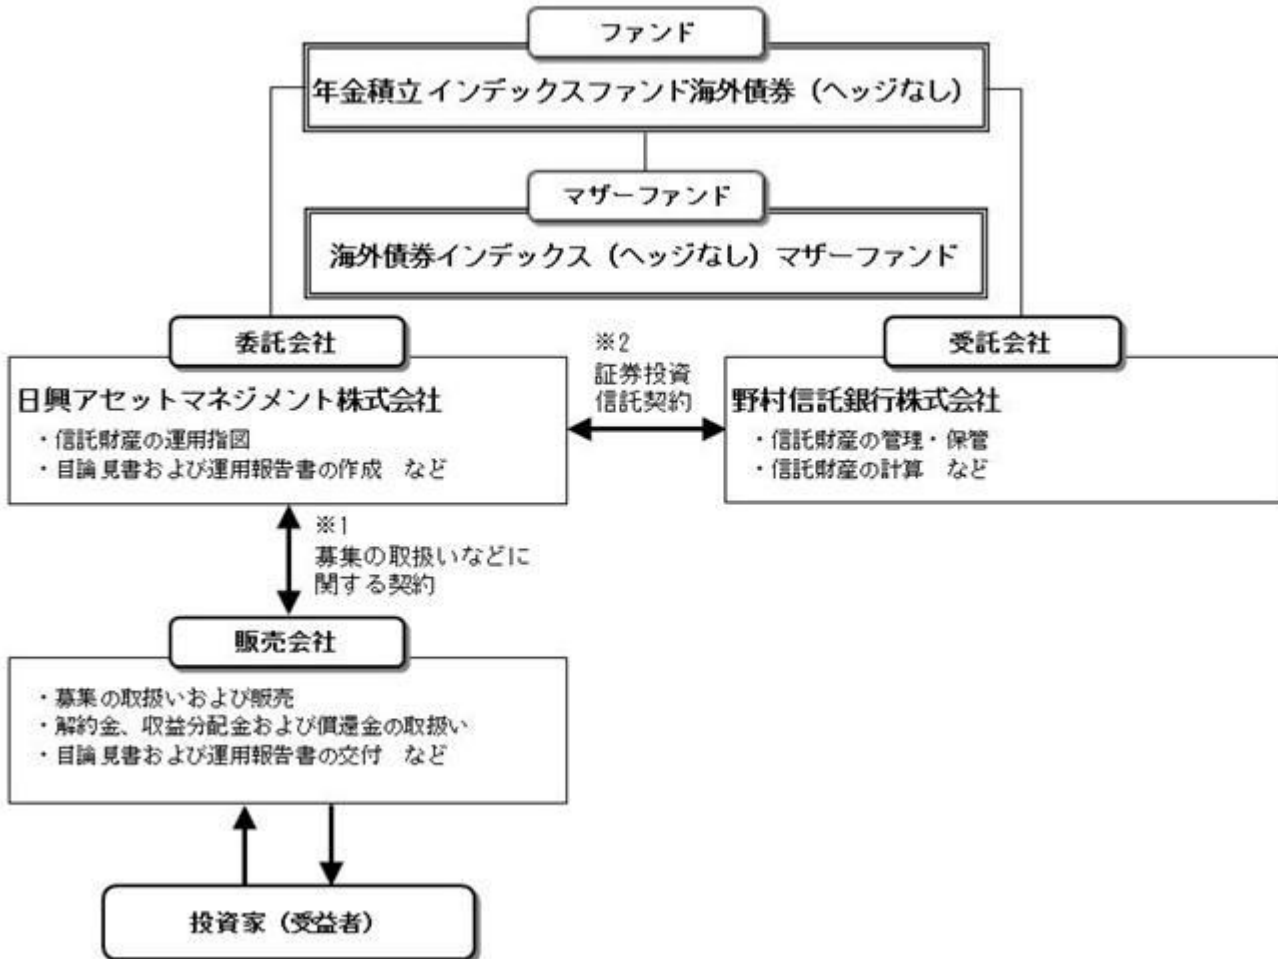 ファンド
年金積立 インデックスファンド海外債券（ヘッジなし）
マザーファンド
海外債券インデックス（ヘッジなし）マザーファンド
委託会社
日興アセットマネジメント株式会社
・信託財産の運用指図
・目論見書および運用報告書の作成　など
※2
証券投資
信託契約
受託会社
野村信託銀行株式会社
・信託財産の管理・保管
・信託財産の計算　など
※1
募集の取扱いなどに
関する契約
販売会社
・募集の取扱いおよび販売
・解約金、収益分配金および償還金の取扱い
・目論見書および運用報告書の交付　など
投資家（受益者）